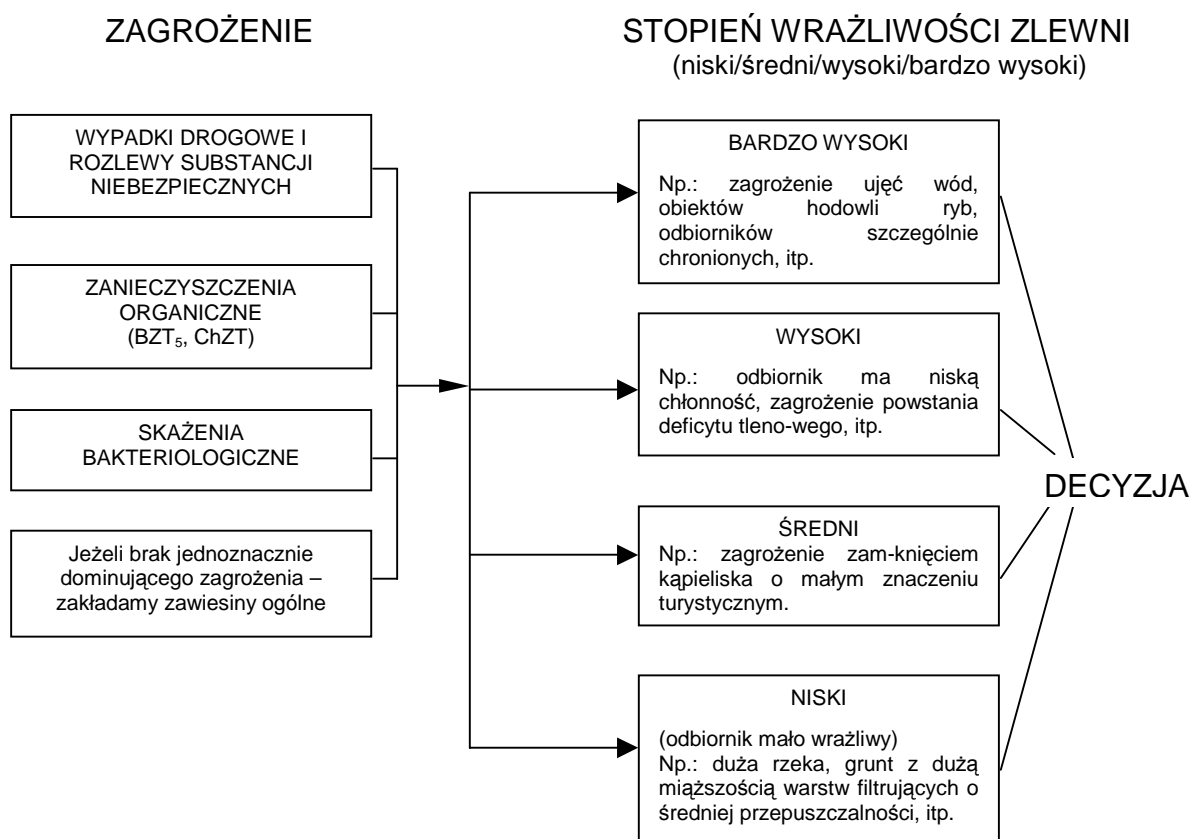 ZAGROŻENIE
STOPIEŃ WRAŻLIWOŚCI ZLEWNI
(niski/średni/wysoki/bardzo wysoki)
WYPADKI DROGOWE I
ROZLEWY SUBSTANCJI
NIEBEZPIECZNYCH
ZANIECZYSZCZENIA
ORGANICZNE
(BZT₅, ChZT)
SKAŻENIA
BAKTERIOLOGICZNE
Jeżeli brak jednoznacznie
dominującego zagrożenia –
zakładamy zawiesiny ogólne
BARDZO WYSOKI
Np.: zagrożenie ujęć wód,
obiektów hodowli ryb,
odbiorników szczególnie
chronionych, itp.
WYSOKI
Np.: odbiornik ma niską
chłonność, zagrożenie powstania
deficytu tleno-wego, itp.
ŚREDNI
Np.: zagrożenie zam-knięciem
kąpieliska o małym znaczeniu
turystycznym.
NISKI
(odbiornik mało wrażliwy)
Np.: duża rzeka, grunt z dużą
miąższością warstw filtrujących o
średniej przepuszczalności, itp.
DECYZJA